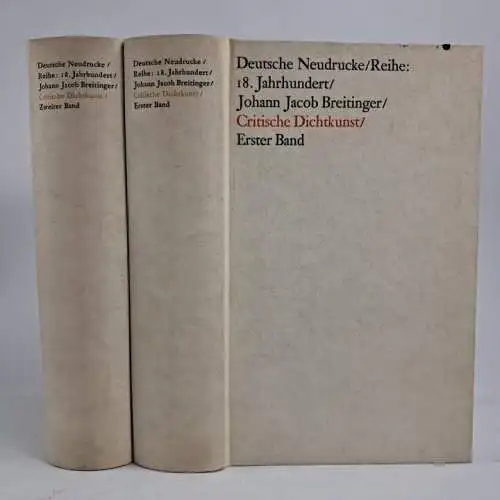 Deutsche Neudrucke/
Reihe: 18. Jahrhundert/
Johann Jacob Breitinger/
Critische Dichtkunst/
Zweiter Band
Deutsche Neudrucke/
Reihe: 18. Jahrhundert/
Johann Jacob Breitinger/
Critische Dichtkunst/
Erster Band
Deutsche Neudrucke/Reihe:
18. Jahrhundert/
Johann Jacob Breitinger/
Critische Dichtkunst/
Erster Band